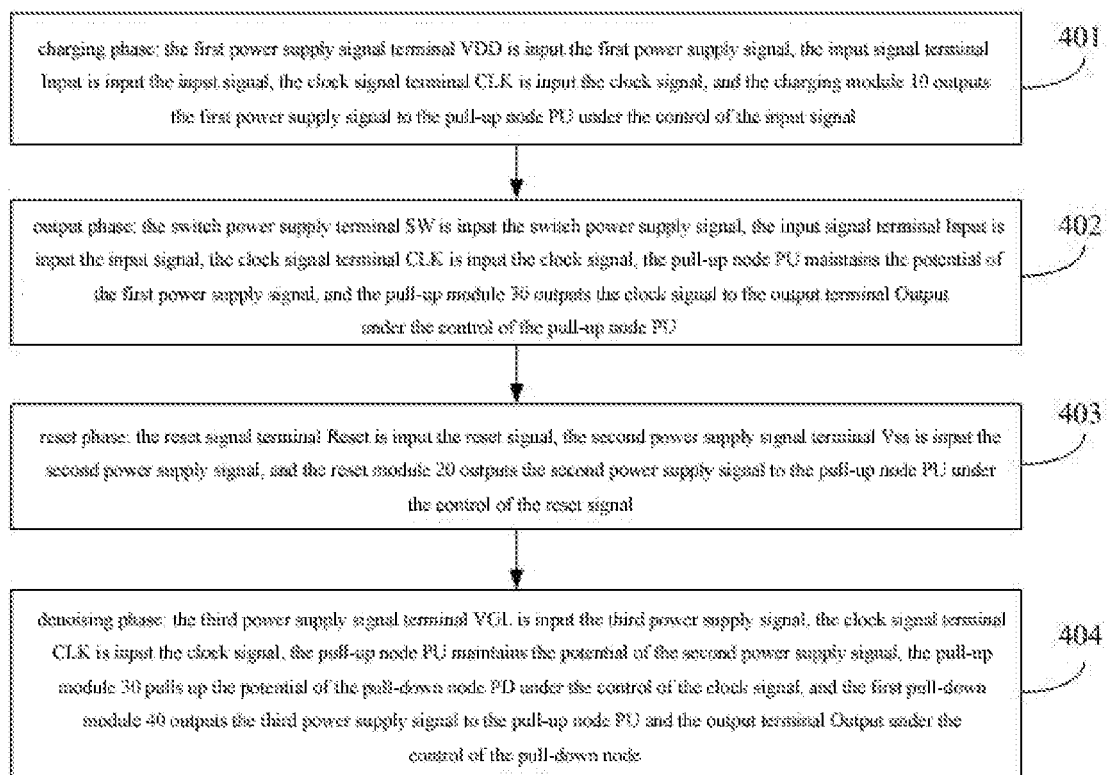 charging phase: the first power supply signal terminal VDD is input the first power supply signal, the input signal terminal
Input is input the input signal, the clock signal terminal CLK is input the clock signal, and the charging module 10 outputs
the first power supply signal to the pull-up node PU under the control of the input signal
401
output phase: the switch power supply terminal SW is input the switch power supply signal, the input signal terminal Input is
input the input signal, the clock signal terminal CLK is input the clock signal, the pull-up node PU maintains the potential of
the first power supply signal, and the pull-up module 30 outputs the clock signal to the output terminal Output
under the control of the pull-up node PU
402
reset phase: the reset signal terminal Reset is input the reset signal, the second power supply signal terminal Vss is input the
second power supply signal, and the reset module 20 outputs the second power supply signal to the pull-up node PU under
the control of the reset signal
403
denoising phase: the third power supply signal terminal VGL is input the third power supply signal, the clock signal terminal
CLK is input the clock signal, the pull-up node PU maintains the potential of the second power supply signal, the pull-up
module 30 pulls up the potential of the pull-down node PD under the control of the clock signal, and the first pull-down
module 40 outputs the third power supply signal to the pull-up node PU and the output terminal Output under the
control of the pull-down node
404